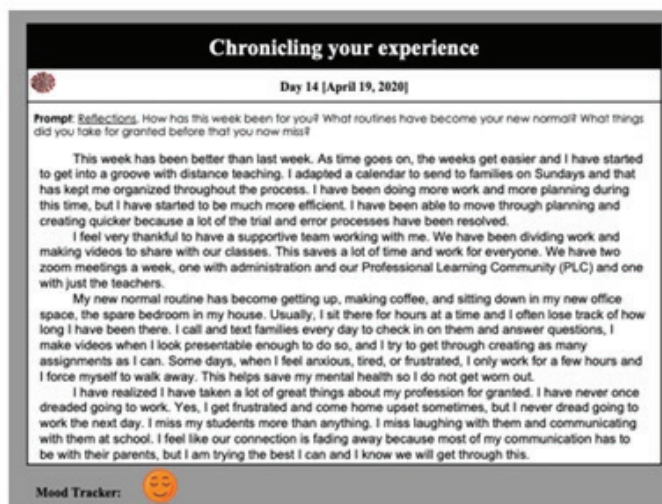 Chronicling your experience
Day 14 [April 19, 2020]
Prompt: Reflections. How has this week been for you? What routines have become your new normal? What things
did you take for granted before that you now miss?
This week has been better than last week. As time goes on, the weeks get easier and I have started
to get into a groove with distance teaching. I adapted a calendar to send to families on Sundays and that
has kept me organized throughout the process. I have been doing more work and more planning during
this time, but I have started to be much more efficient. I have been able to move through planning and
creating quicker because a lot of the trial and error processes have been resolved.
I feel very thankful to have a supportive team working with me. We have been dividing work and
making videos to share with our classes. This saves a lot of time and work for everyone. We have two
zoom meetings a week, one with administration and our Professional Learning Community (PLC) and one
with just the teachers.
My new normal routine has become getting up, making coffee, and sitting down in my new office
space, the spare bedroom in my house. Usually, I sit there for hours at a time and I often lose track of how
long I have been there. I call and text families every day to check in on them and answer questions, I
make videos when I look presentable enough to do so, and I try to get through creating as many
assignments as I can. Some days, when I feel anxious, tired, or frustrated, I only work for a few hours and
I force myself to walk away. This helps save my mental health so I do not get worn out.
I have realized I have taken a lot of great things about my profession for granted. I have never once
dreaded going to work. Yes, I get frustrated and come home upset sometimes, but I never dread going to
work the next day. I miss my students more than anything. I miss laughing with them and communicating
with them at school. I feel like our connection is fading away because most of my communication has to
be with their parents, but I am trying the best I can and I know we will get through this.
Mood Tracker: